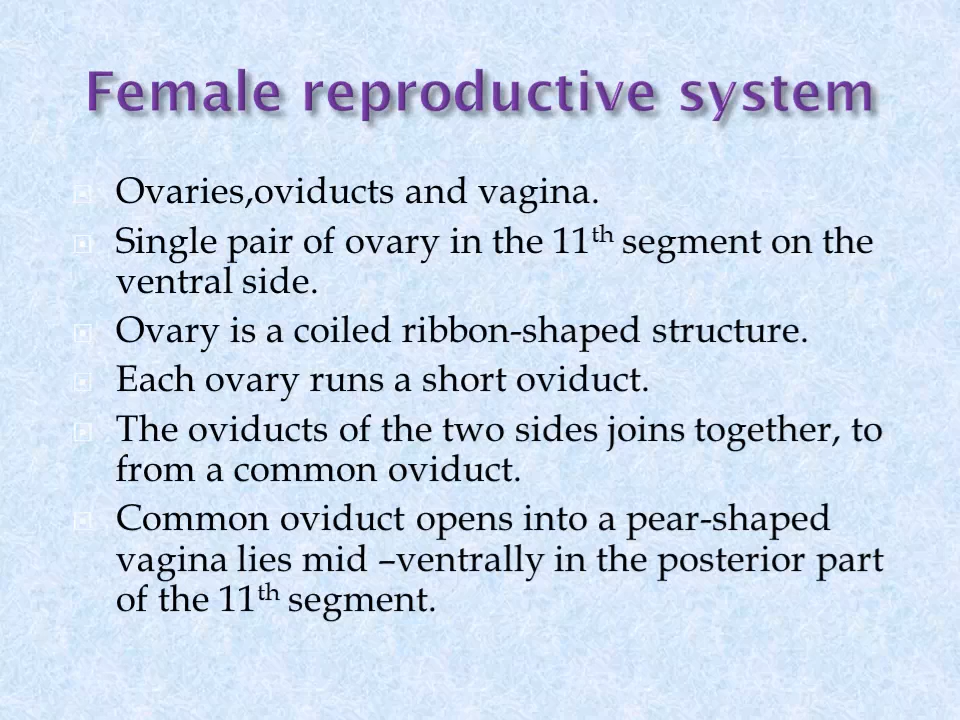 Female reproductive system
Ovaries,oviducts and vagina.
Single pair of ovary in the 11th segment on the
ventral side.
Ovary is a coiled ribbon-shaped structure.
Each ovary runs a short oviduct.
The oviducts of the two sides joins together, to
from a common oviduct.
Common oviduct opens into a pear-shaped
vagina lies mid –ventrally in the posterior part
of the 11th segment.